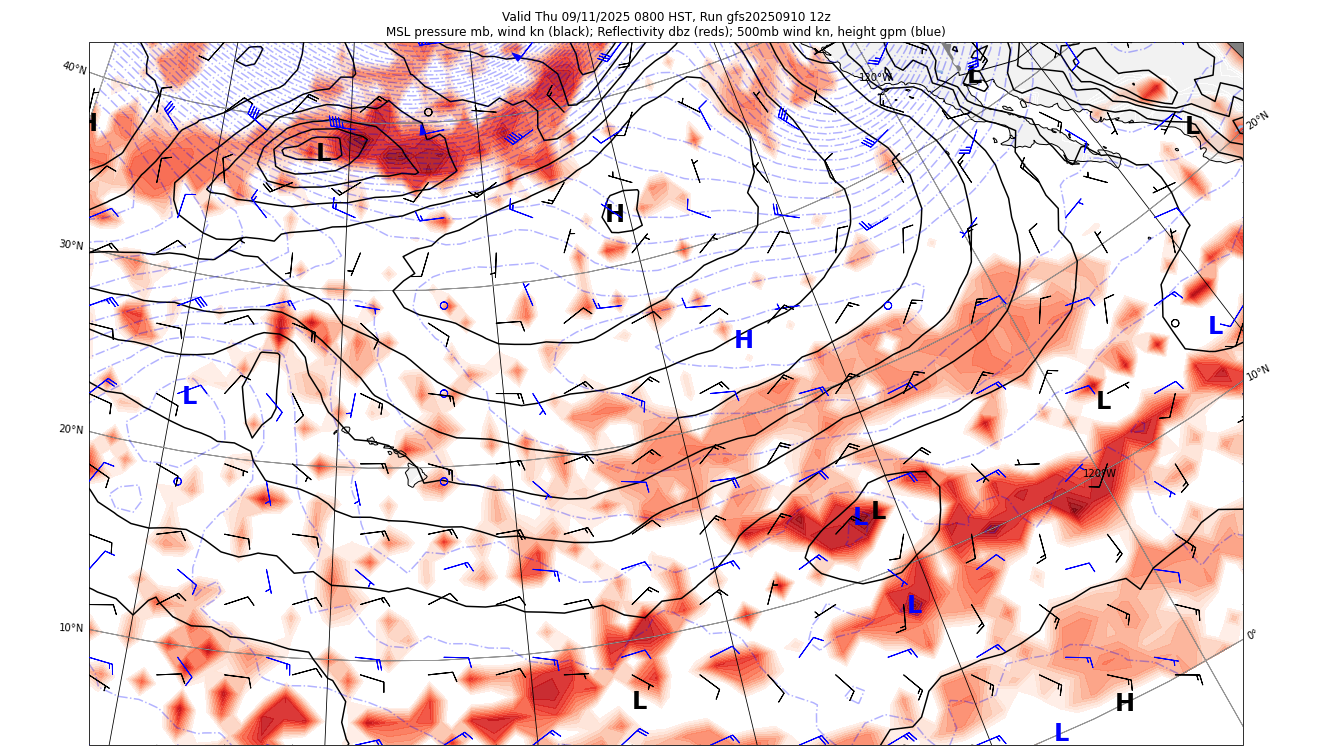 Valid Thu 09/11/2025 0800 HST, Run gfs20250910 12z
MSL pressure mb, wind kn (black); Reflectivity dbz (reds); 500mb wind kn, height gpm (blue)
40°N
120°W
L
20°N
H
L
L
H
30°N
L
H
10°N
L
L
20°N
120°W
L
L
L
10°N
0°
L
H
L